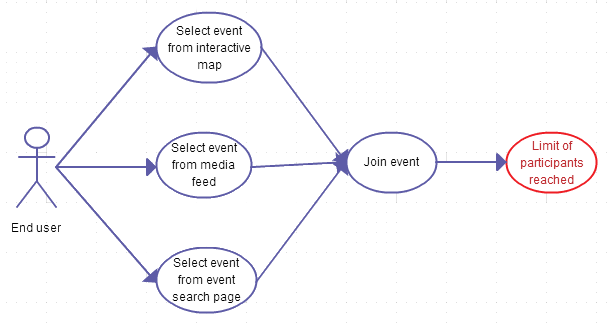 Select event
from interactive
map
Select event
from media
feed
Join event
Limit of
participants
reached
End user
Select event
from event
search page